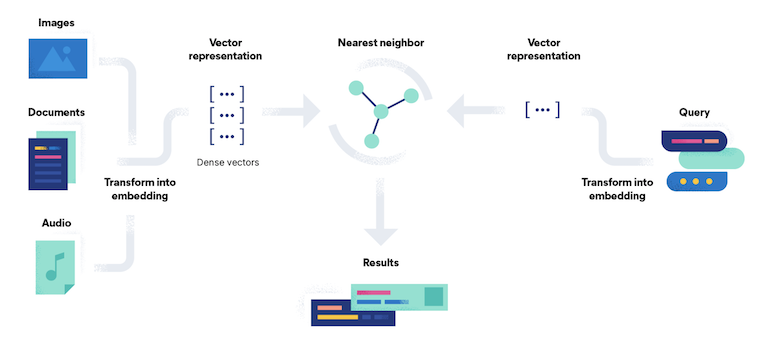 Images
Vector
representation
Nearest neighbor
Vector
representation
[...]
[...]
[...]
[...]
Documents
Query
Dense vectors
Transform into
embedding
Transform into
embedding
Audio
Results